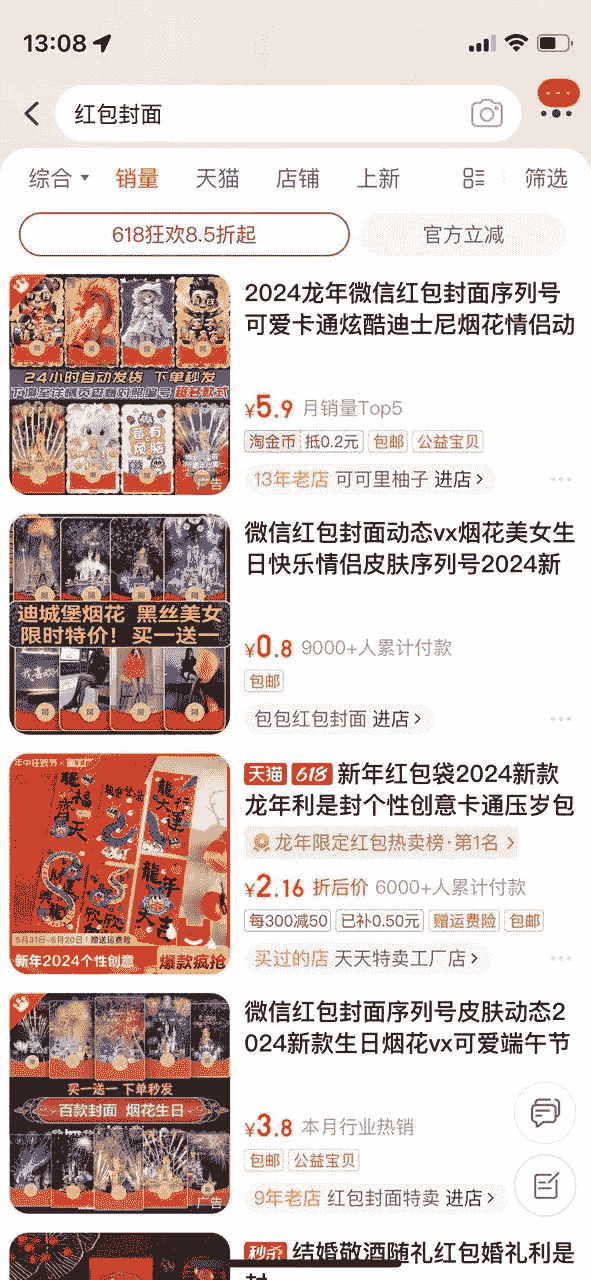 13:08
红包封面
综合
销量
天猫
店铺
上新
筛选
618狂欢8.5折起
官方立减
2024龙年微信红包封面序列号
可爱卡通炫酷迪士尼烟花情侣动
24小时自动发货 下单秒发
¥5.9 月销量Top5
淘金币 抵0.2元 包邮 公益宝贝
13年老店 可可里柚子 进店
广告
微信红包封面动态vx烟花美女生
日快乐情侣皮肤序列号2024新
迪城堡烟花 黑丝美女
限时特价！买一送一
¥0.8 9000+人累计付款
包邮
包包红包封面 进店
天猫 618 新年红包袋2024新款
龙年利是封个性创意卡通压岁包
龙年限定红包热卖榜·第1名
¥2.16 折后价 6000+人累计付款
每300减50 已补0.50元 赠运费险 包邮
5月31日-6月20日！赠送运费险
新年2024个性创意 爆款疯抢
买过的店 天天特卖工厂店
微信红包封面序列号皮肤动态2
024新款生日烟花vx可爱端午节
买一送一 下单秒发
百款封面 烟花生日
¥3.8 本月行业热销
包邮 公益宝贝
9年老店 红包封面特卖 进店
广告
秒杀 结婚敬酒随礼红包婚礼利是